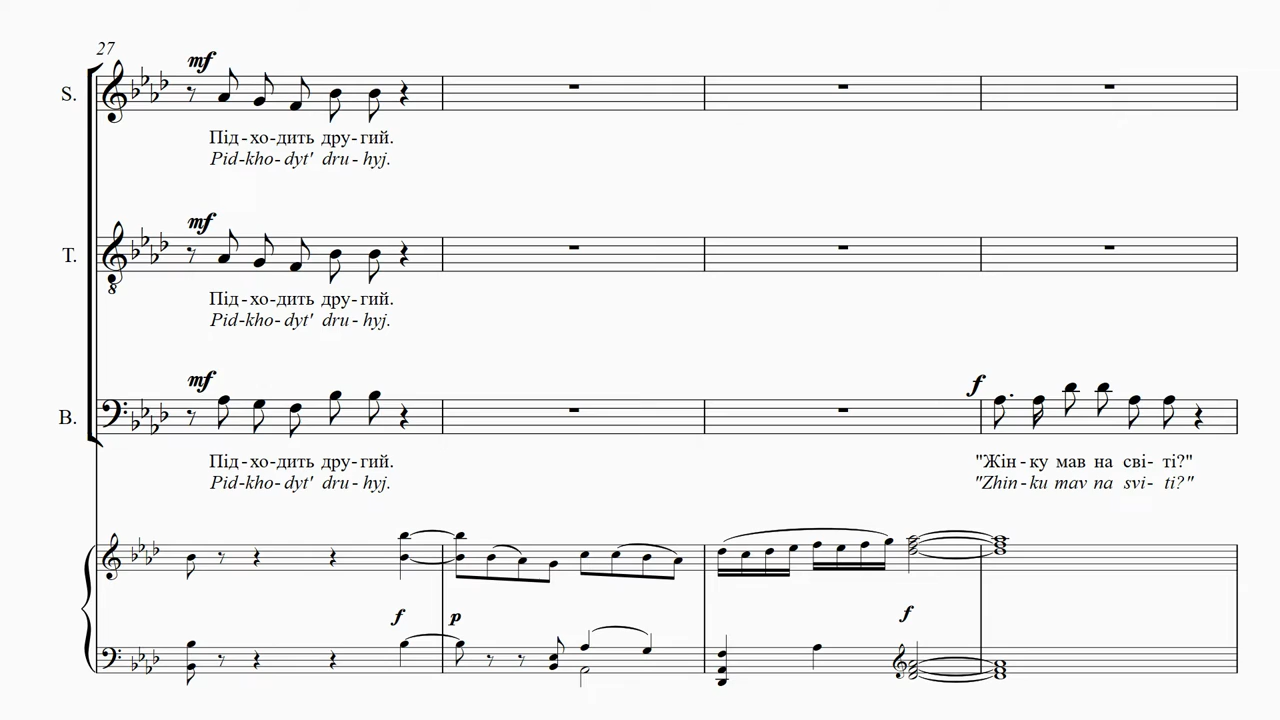 27
mf
S.
Під-хо-дить дру-гий.
Pid-kho-dyt' dru-hyj.
mf
T.
8
Під-хо-дить дру-гий.
Pid-kho-dyt' dru-hyj.
mf
f
B.
Під-хо-дить дру-гий.
"Жін-ку мав на сві-ті?"
Pid-kho-dyt' dru-hyj.
"Zhin-ku mav na svi-ti?"
f
p
f